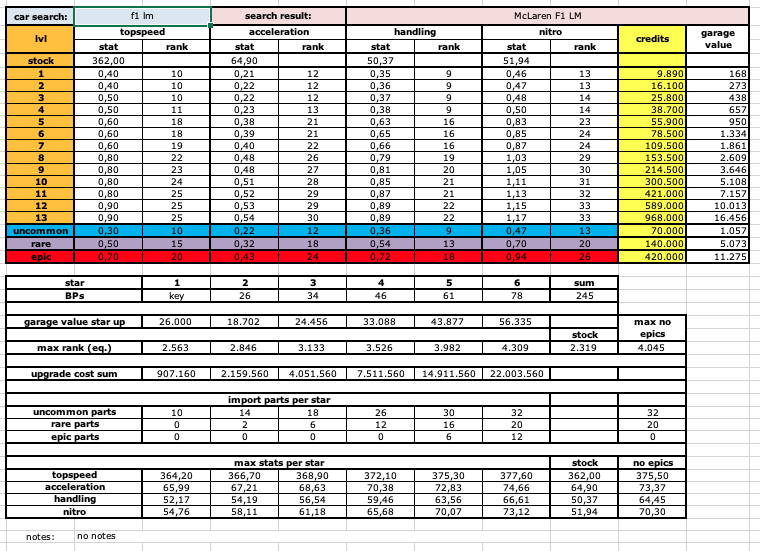 car search: f1 lm search result: McLaren F1 LM
lvl topspeed acceleration handling nitro credits garage value
stat rank stat rank stat rank stat rank
stock 362,00 64,90 50,37 51,94
1 0,40 10 0,21 12 0,35 9 0,46 13 9.890 168
2 0,40 10 0,22 12 0,36 9 0,47 13 16.100 273
3 0,50 10 0,22 12 0,37 9 0,48 14 25.800 438
4 0,50 11 0,23 13 0,38 9 0,50 14 38.700 657
5 0,60 18 0,38 21 0,63 16 0,83 23 55.900 950
6 0,60 18 0,39 21 0,65 16 0,85 24 78.500 1.334
7 0,60 19 0,40 22 0,66 16 0,87 24 109.500 1.861
8 0,80 22 0,48 26 0,79 19 1,03 29 153.500 2.609
9 0,80 23 0,48 27 0,81 20 1,05 30 214.500 3.646
10 0,80 24 0,51 28 0,85 21 1,11 31 300.500 5.108
11 0,80 25 0,52 29 0,87 21 1,13 32 421.000 7.157
12 0,90 25 0,53 29 0,89 22 1,15 33 589.000 10.013
13 0,90 25 0,54 30 0,89 22 1,17 33 968.000 16.456
uncommon 0,30 10 0,22 12 0,36 9 0,47 13 70.000 1.057
rare 0,50 15 0,32 18 0,54 13 0,70 20 140.000 5.073
epic 0,70 20 0,43 24 0,72 18 0,94 26 420.000 11.275
star 1 2 3 4 5 6 sum
BPs key 26 34 46 61 78 245
garage value star up 26.000 18.702 24.456 33.088 43.877 56.335 max no epics
stock
max rank (eq.) 2.563 2.846 3.133 3.526 3.982 4.309 2.319 4.045
upgrade cost sum 907.160 2.159.560 4.051.560 7.511.560 14.911.560 22.003.560
import parts per star
uncommon parts 10 14 18 26 30 32 32
rare parts 0 2 6 12 16 20 20
epic parts 0 0 0 0 6 12 0
max stats per star stock no epics
topspeed 364,20 366,70 368,90 372,10 375,30 377,60 362,00 375,50
acceleration 65,99 67,21 68,63 70,38 72,83 74,66 64,90 73,37
handling 52,17 54,19 56,54 59,46 63,56 66,61 50,37 64,45
nitro 54,76 58,11 61,18 65,68 70,07 73,12 51,94 70,30
notes: no notes